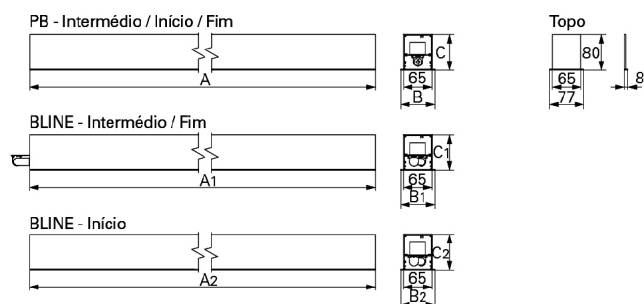 PB - Intermédio / Início / Fim
A
C
65
B
Topo
80
65
77
8
BLINE - Intermédio / Fim
A1
C1
65
B1
BLINE - Início
A2
C2
65
B2